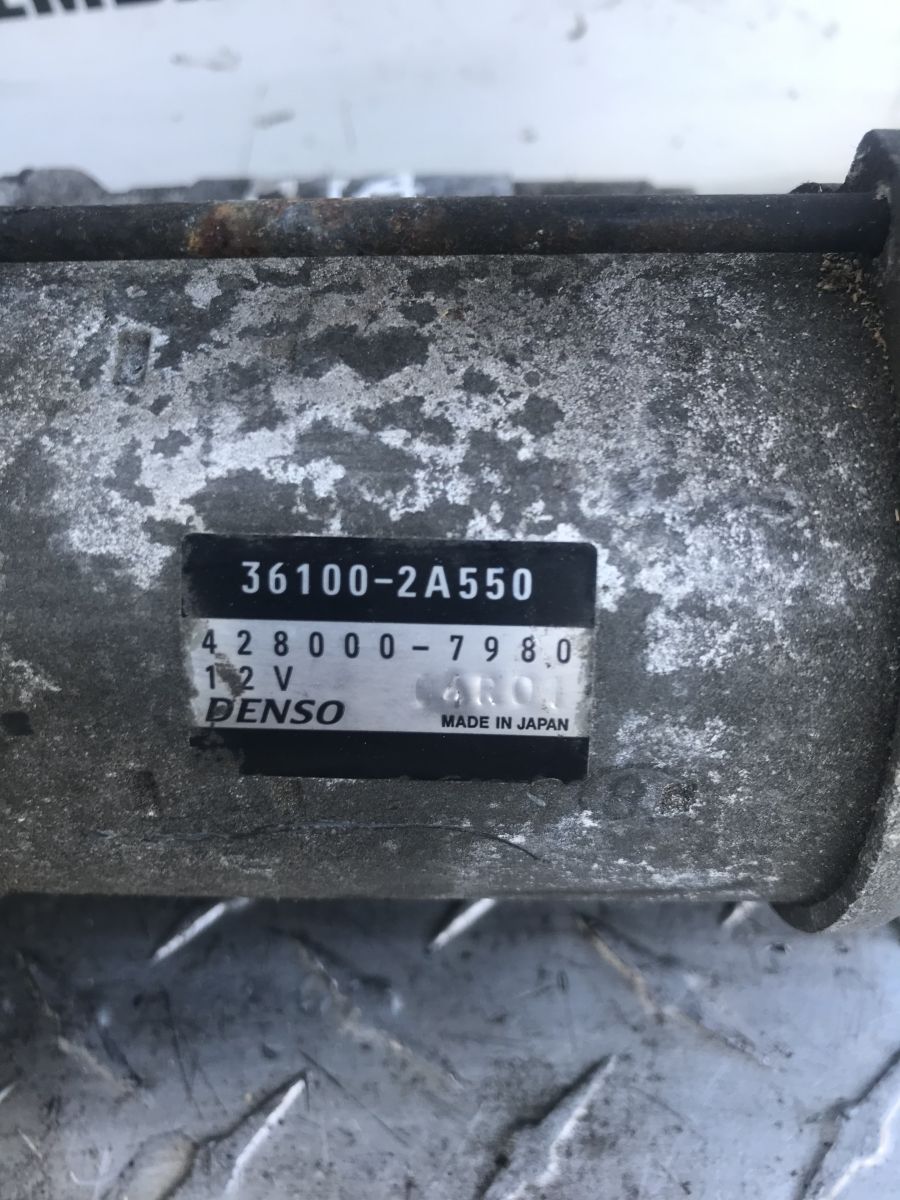 36100-2A550
428000-7980
12V
DENSO
MADE IN JAPAN